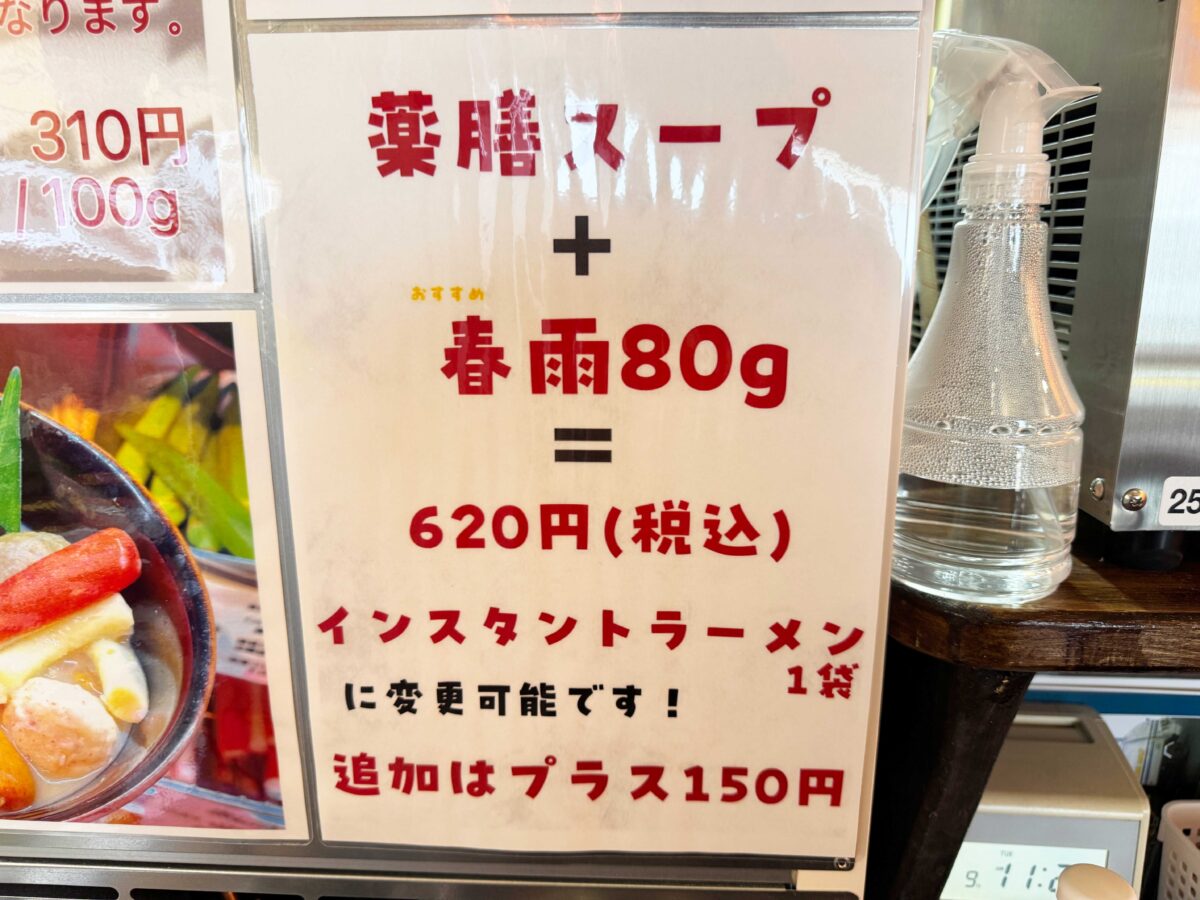 なります。
310円
/100g
薬膳スープ
+
おすすめ
春雨80g
=
620円(税込)
インスタントラーメン
1袋
に変更可能です!
追加はプラス150円
25
TUE